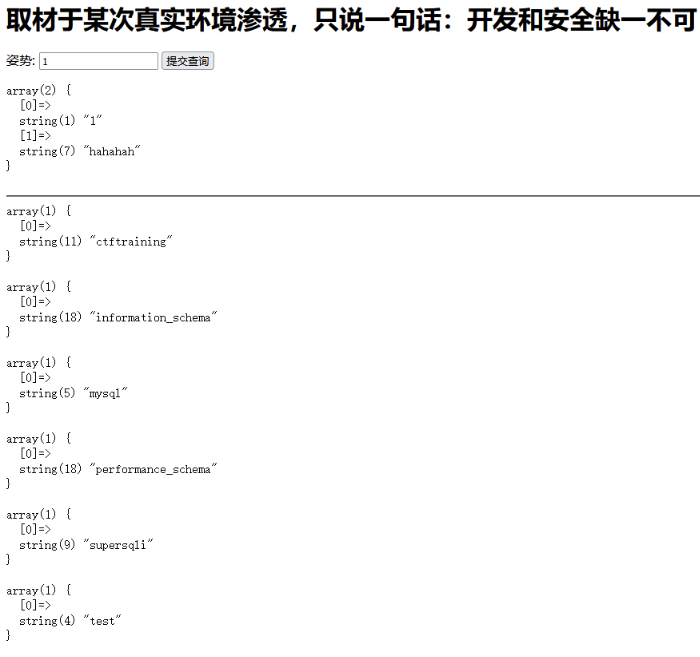 取材于某次真实环境渗透，只说一句话：开发和安全缺一不可
姿势: 1 提交查询
array(2) {
  [0]=>
  string(1) "1"
  [1]=>
  string(7) "hahahah"
}
array(1) {
  [0]=>
  string(11) "ctftraining"
}
array(1) {
  [0]=>
  string(18) "information_schema"
}
array(1) {
  [0]=>
  string(5) "mysql"
}
array(1) {
  [0]=>
  string(18) "performance_schema"
}
array(1) {
  [0]=>
  string(9) "supersqli"
}
array(1) {
  [0]=>
  string(4) "test"
}